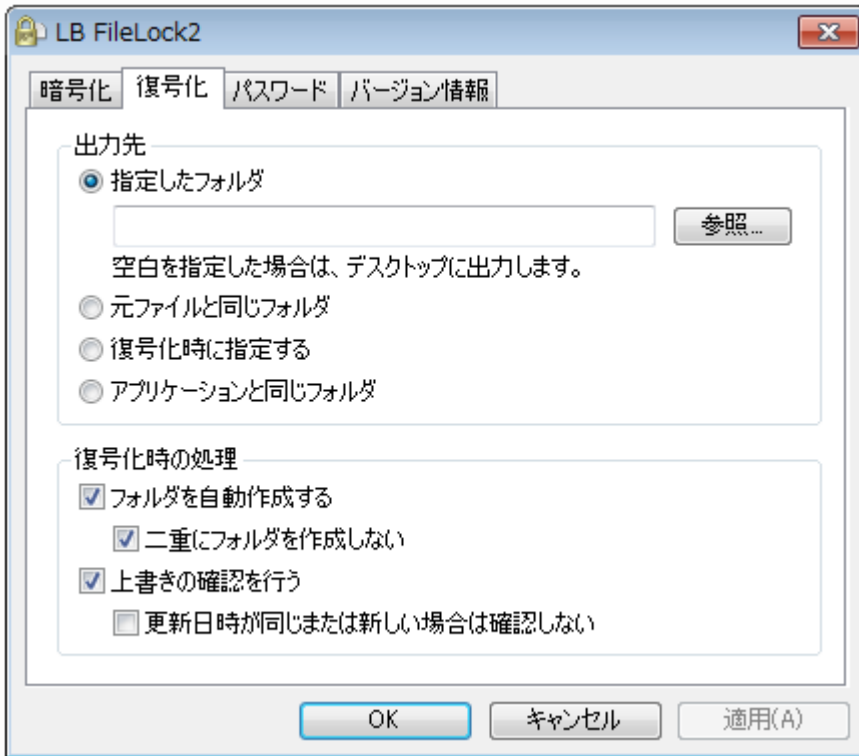 LB FileLock2
暗号化 復号化 パスワード バージョン情報
出力先
指定したフォルダ
参照...
空白を指定した場合は、デスクトップに出力します。
元ファイルと同じフォルダ
復号化時に指定する
アプリケーションと同じフォルダ
復号化時の処理
フォルダを自動作成する
二重にフォルダを作成しない
上書きの確認を行う
更新日時が同じまたは新しい場合は確認しない
OK キャンセル 適用(A)